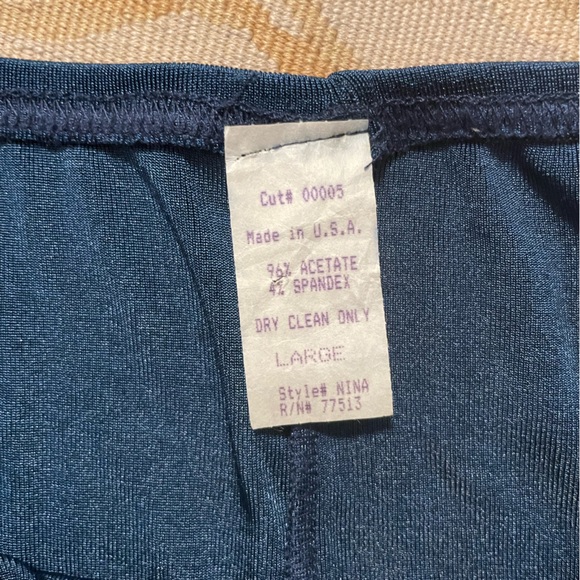 Cut# 00005
Made in U.S.A.
96% ACETATE
4% SPANDEX
DRY CLEAN ONLY
LARGE
Style# NINA
R/N# 77513